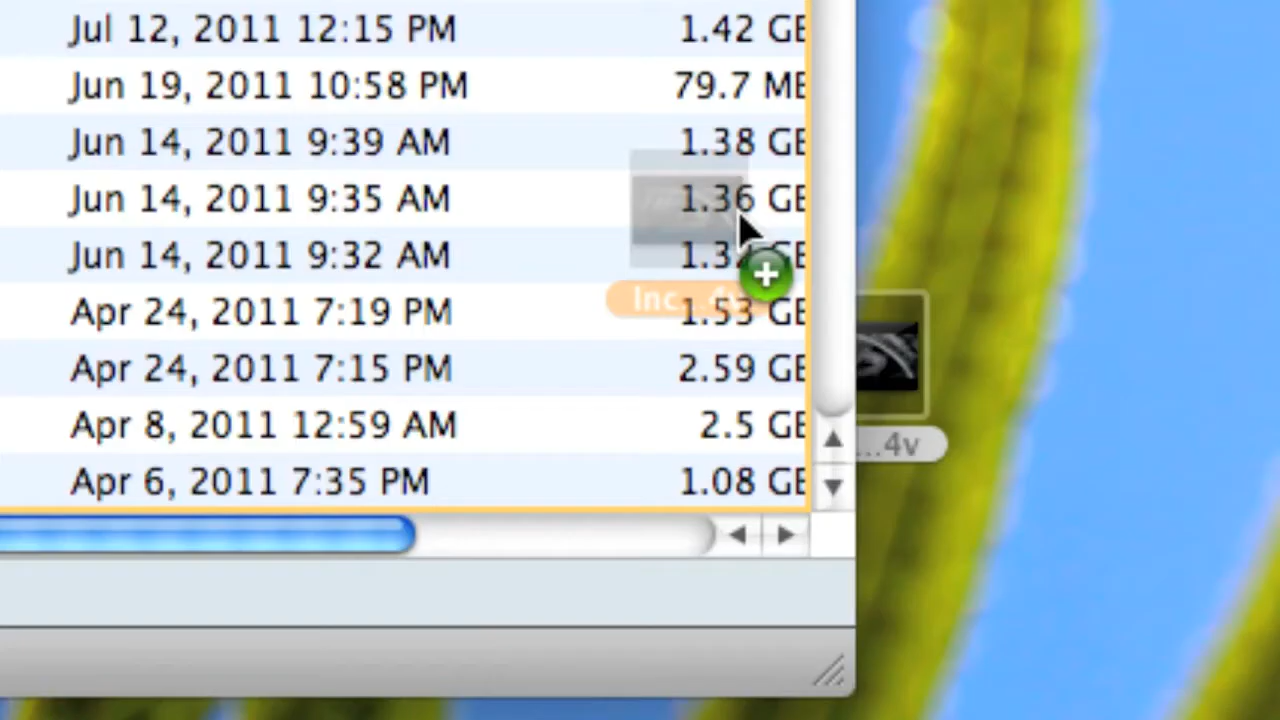 Jul 12, 2011 12:15 PM 1.42 GB
Jun 19, 2011 10:58 PM 79.7 MB
Jun 14, 2011 9:39 AM 1.38 GB
Jun 14, 2011 9:35 AM 1.36 GB
Jun 14, 2011 9:32 AM GB
Inc...4v
Apr 24, 2011 7:19 PM 1.53 GB
Apr 24, 2011 7:15 PM 2.59 GB
Apr 8, 2011 12:59 AM 2.5 GB
...4v
Apr 6, 2011 7:35 PM 1.08 GB